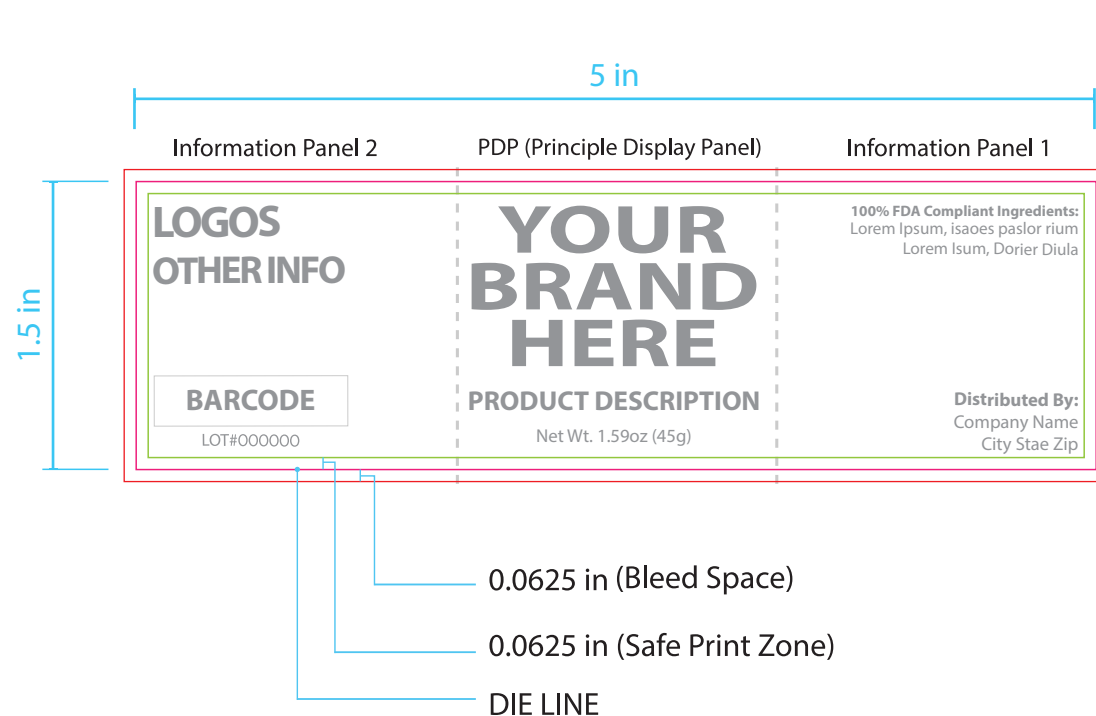 5 in
Information Panel 2
PDP (Principle Display Panel)
Information Panel 1
1.5 in
LOGOS
OTHER INFO
BARCODE
LOT#000000
YOUR
BRAND
HERE
PRODUCT DESCRIPTION
Net Wt. 1.59oz (45g)
100% FDA Compliant Ingredients:
Lorem Ipsum, isaoes paslor rium
Lorem Isum, Dorier Diula
Distributed By:
Company Name
City Stae Zip
0.0625 in (Bleed Space)
0.0625 in (Safe Print Zone)
DIE LINE